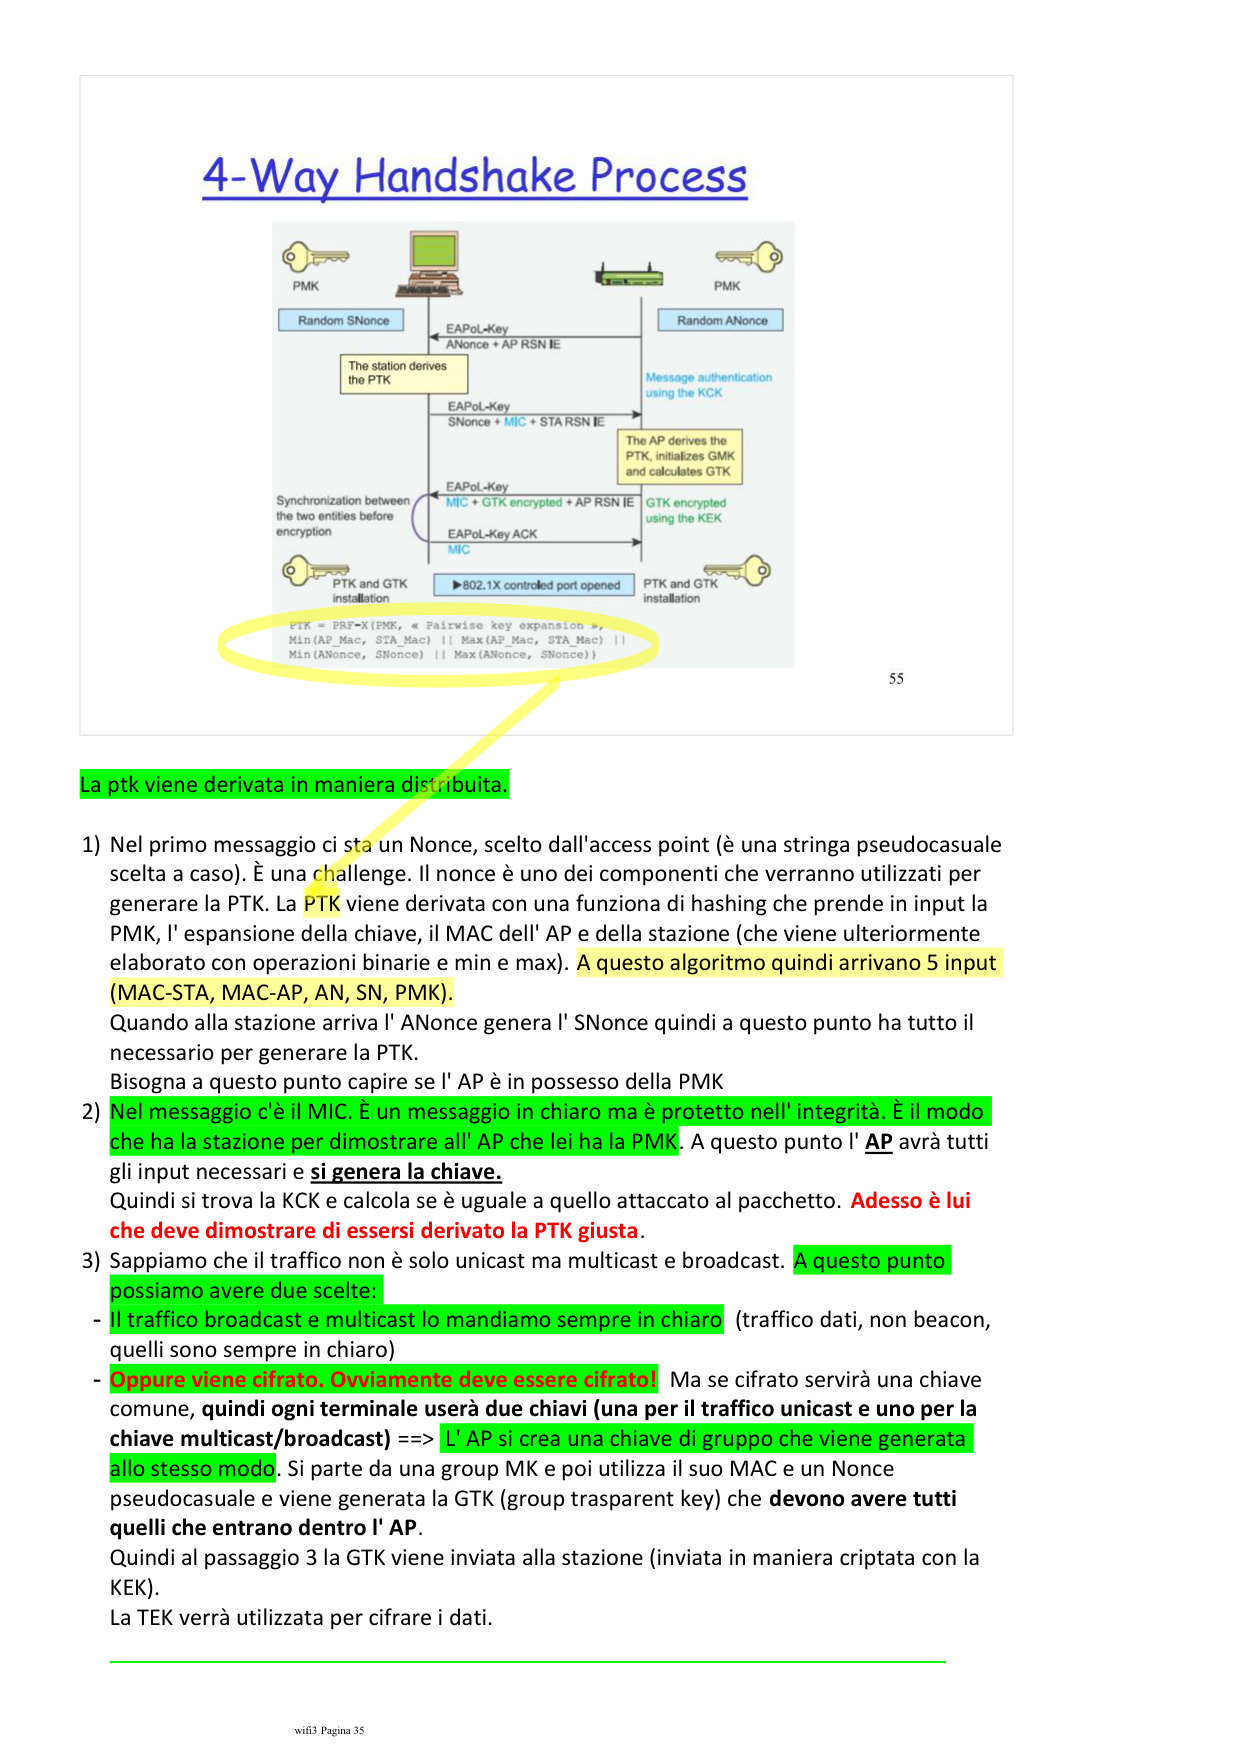 4-Way Handshake Process
PMK
PMK
Random SNonce
Random ANonce
EAPoL-Key
ANonce + AP RSN IE
The station derives
the PTK
Message authentication
using the KCK
EAPoL-Key
SNonce + MIC + STA RSN IE
The AP derives the
PTK, initializes GMK
and calculates GTK
EAPoL-Key
MIC + GTK encrypted + AP RSN IE
GTK encrypted
using the KEK
Synchronization between
the two entities before
encryption
EAPoL-Key ACK
MIC
PTK and GTK
installation
▶802.1X controled port opened
PTK and GTK
installation
PTK = PRF-X(PMK, « Pairwise key expansion »,
Min(AP_Mac, STA_Mac) || Max(AP_Mac, STA_Mac) ||
Min(ANonce, SNonce) || Max(ANonce, SNonce))
55
La ptk viene derivata in maniera distribuita.
1) Nel primo messaggio ci sta un Nonce, scelto dall'access point (è una stringa pseudocasuale
scelta a caso). È una challenge. Il nonce è uno dei componenti che verranno utilizzati per
generare la PTK. La PTK viene derivata con una funziona di hashing che prende in input la
PMK, l' espansione della chiave, il MAC dell' AP e della stazione (che viene ulteriormente
elaborato con operazioni binarie e min e max). A questo algoritmo quindi arrivano 5 input
(MAC-STA, MAC-AP, AN, SN, PMK).
Quando alla stazione arriva l' ANonce genera l' SNonce quindi a questo punto ha tutto il
necessario per generare la PTK.
Bisogna a questo punto capire se l' AP è in possesso della PMK
2) Nel messaggio c'è il MIC. È un messaggio in chiaro ma è protetto nell' integrità. È il modo
che ha la stazione per dimostrare all' AP che lei ha la PMK. A questo punto l' AP avrà tutti
gli input necessari e si genera la chiave.
Quindi si trova la KCK e calcola se è uguale a quello attaccato al pacchetto. Adesso è lui
che deve dimostrare di essersi derivato la PTK giusta.
3) Sappiamo che il traffico non è solo unicast ma multicast e broadcast. A questo punto
possiamo avere due scelte:
- Il traffico broadcast e multicast lo mandiamo sempre in chiaro (traffico dati, non beacon,
quelli sono sempre in chiaro)
- Oppure viene cifrato. Ovviamente deve essere cifrato! Ma se cifrato servirà una chiave
comune, quindi ogni terminale userà due chiavi (una per il traffico unicast e uno per la
chiave multicast/broadcast) ==> L' AP si crea una chiave di gruppo che viene generata
allo stesso modo. Si parte da una group MK e poi utilizza il suo MAC e un Nonce
pseudocasuale e viene generata la GTK (group trasparent key) che devono avere tutti
quelli che entrano dentro l' AP.
Quindi al passaggio 3 la GTK viene inviata alla stazione (inviata in maniera criptata con la
KEK).
La TEK verrà utilizzata per cifrare i dati.
wifi3 Pagina 35